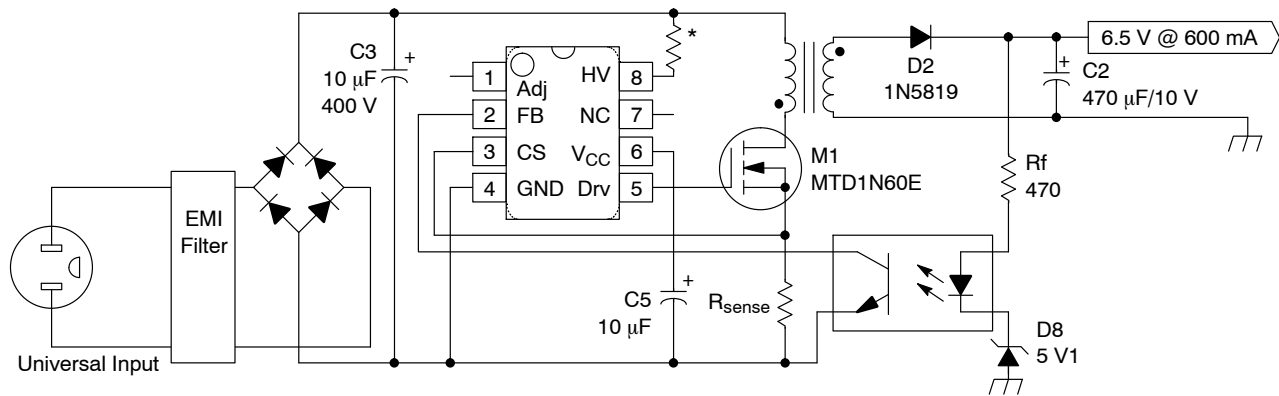 C3
10 μF
400 V
+
*
1
Adj
HV
8
2
FB
NC
7
3
CS
VCC
6
4
GND
Drv
5
D2
1N5819
6.5 V @ 600 mA
+
C2
470 μF/10 V
M1
MTD1N60E
Rf
470
EMI
Filter
Universal Input
C5
10 μF
+
Rsense
D8
5 V1